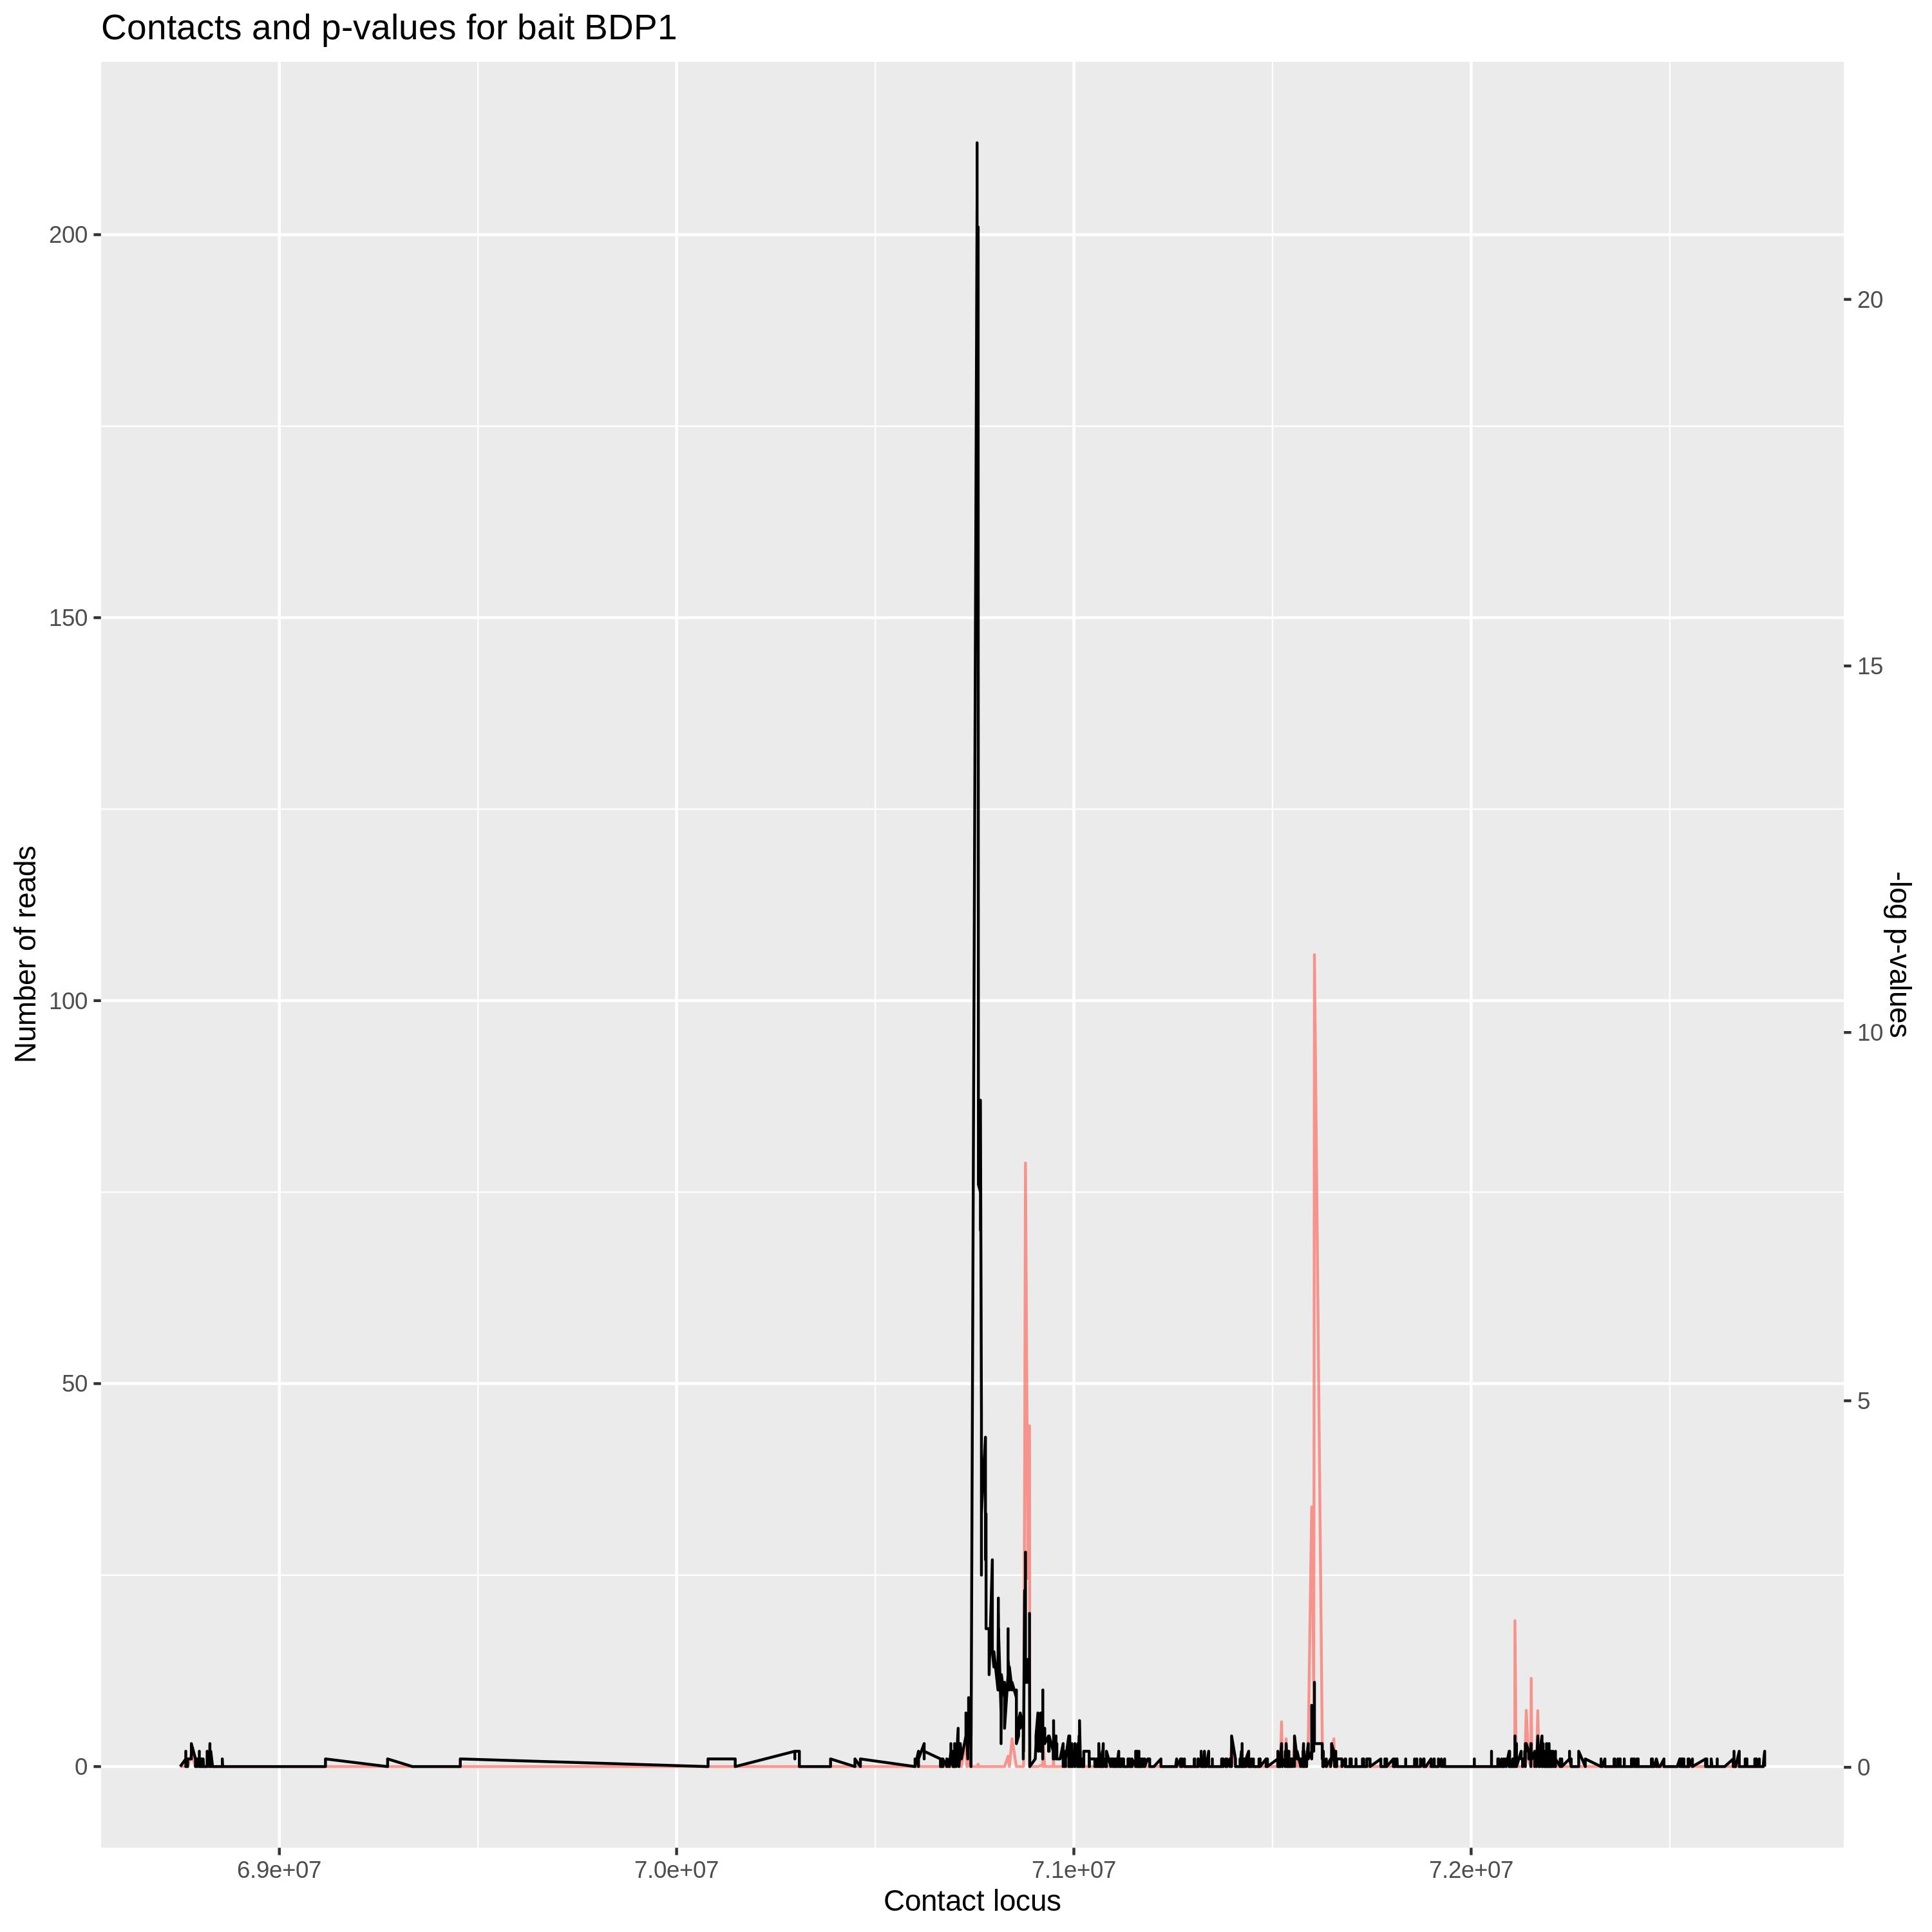 Contacts and p-values for bait BDP1
200
150
100
50
0
20
15
10
5
0
Number of reads
-log p-values
6.9e+07
7.0e+07
7.1e+07
7.2e+07
Contact locus